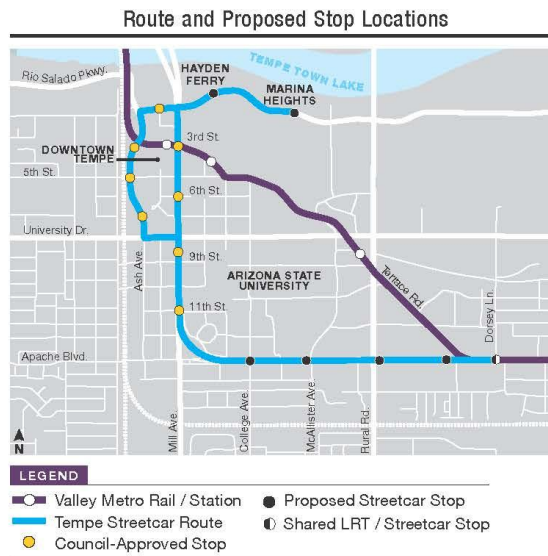 Route and Proposed Stop Locations
TEMPE TOWN LAKE
HAYDEN
FERRY
Rio Salado Pkwy.
MARINA
HEIGHTS
3rd St.
DOWNTOWN
TEMPE
5th St.
6th St.
University Dr.
9th St.
Ash Ave.
ARIZONA STATE
UNIVERSITY
Terrace Rd.
11th St.
Dorsey Ln.
Apache Blvd.
Mill Ave.
College Ave.
McAllister Ave.
Rural Rd.
N
LEGEND
Valley Metro Rail / Station
Proposed Streetcar Stop
Tempe Streetcar Route
Shared LRT / Streetcar Stop
Council-Approved Stop